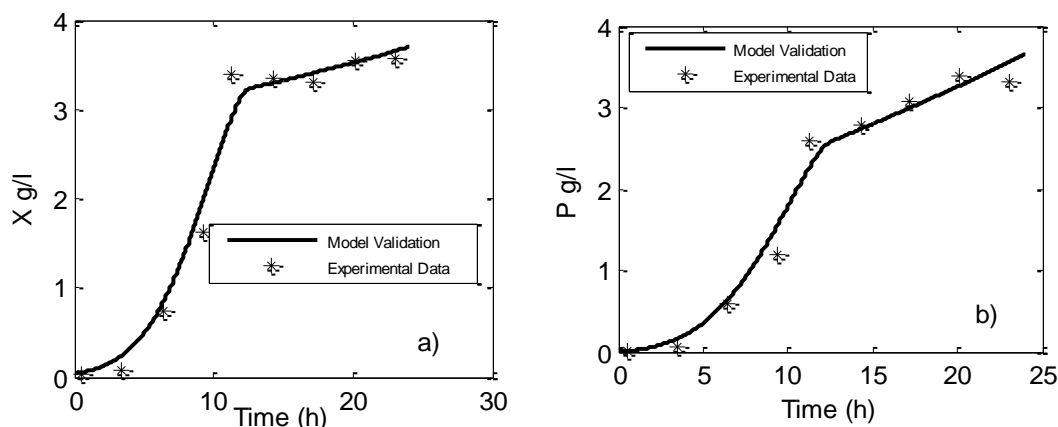 4
3
2
1
0
0
10
20
30
X g/l
Time (h)
Model Validation
Experimental Data
a)
4
3
2
1
0
0
5
10
15
20
25
P g/l
Time (h)
Model Validation
Experimental Data
b)